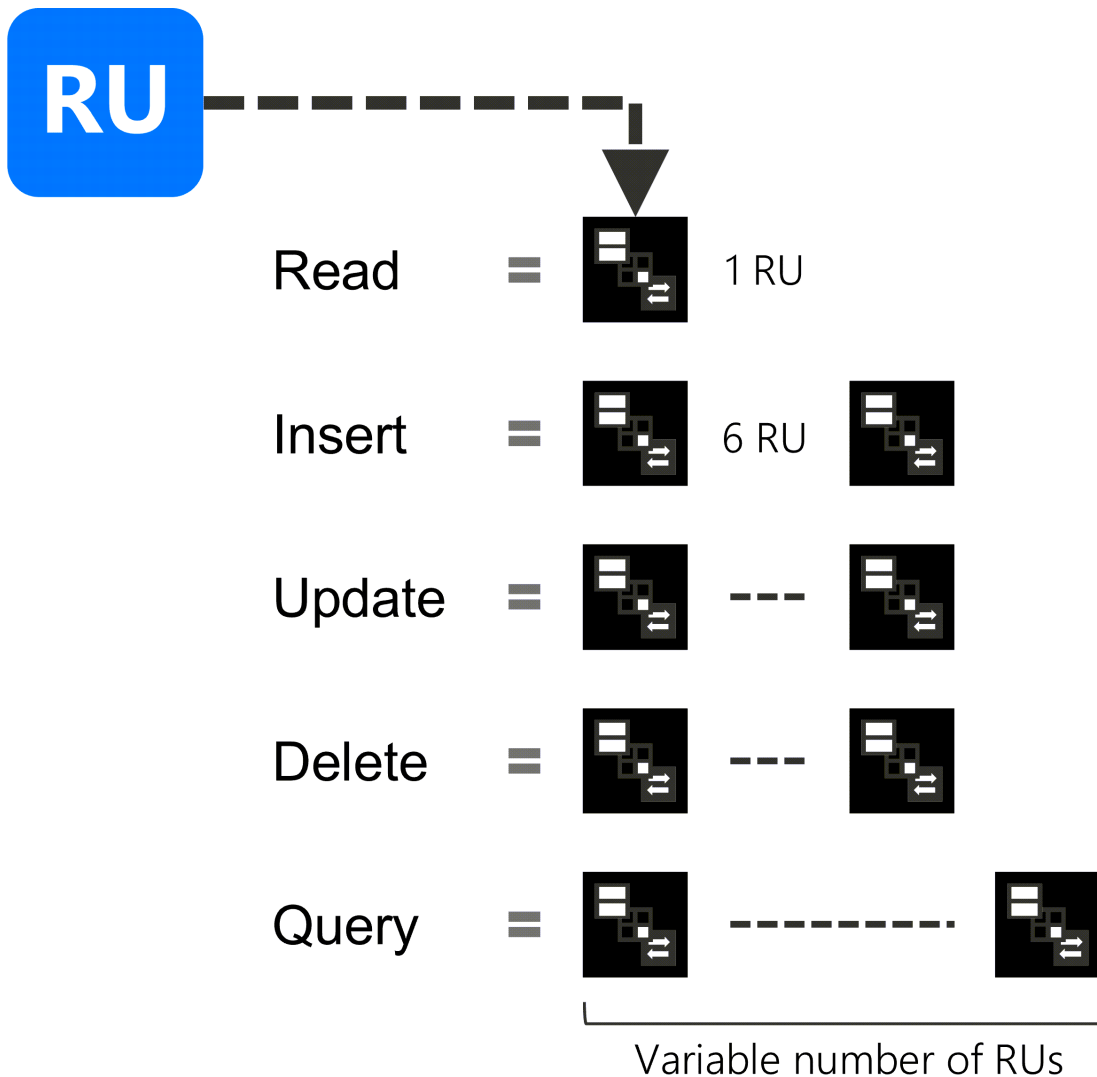 RU
Read = 1 RU
Insert = 6 RU
Update =
Delete =
Query =
Variable number of RUs